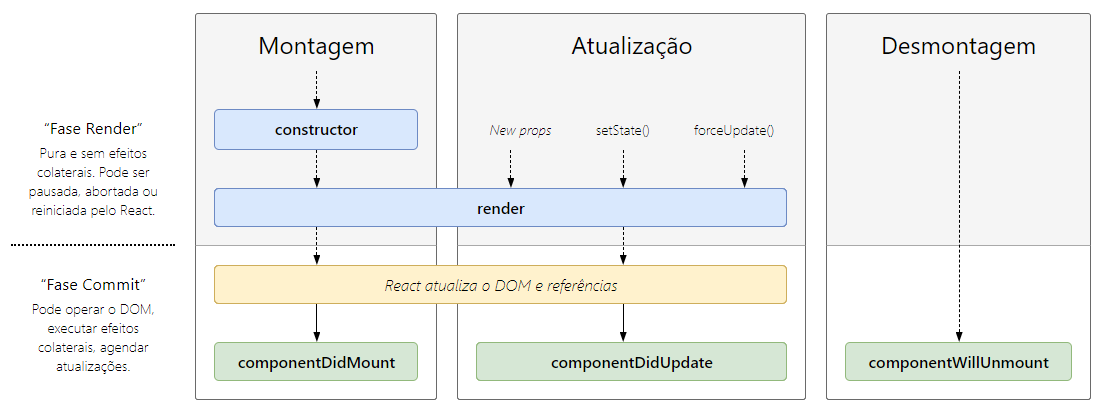 Montagem
Atualização
Desmontagem
“Fase Render”
Pura e sem efeitos
colaterais. Pode ser
pausada, abortada ou
reiniciada pelo React.
constructor
New props
setState()
forceUpdate()
render
“Fase Commit”
Pode operar o DOM,
executar efeitos
colaterais, agendar
atualizações.
React atualiza o DOM e referências
componentDidMount
componentDidUpdate
componentWillUnmount